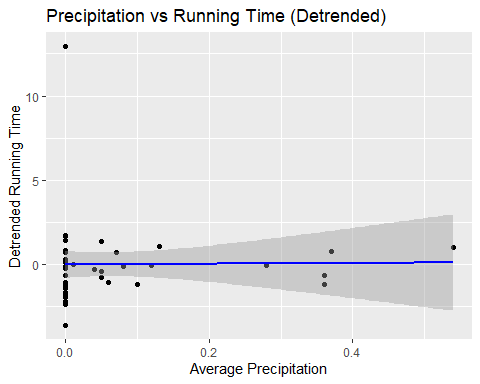 Precipitation vs Running Time (Detrended)
Detrended Running Time
10
5
0
0.0
0.2
0.4
Average Precipitation